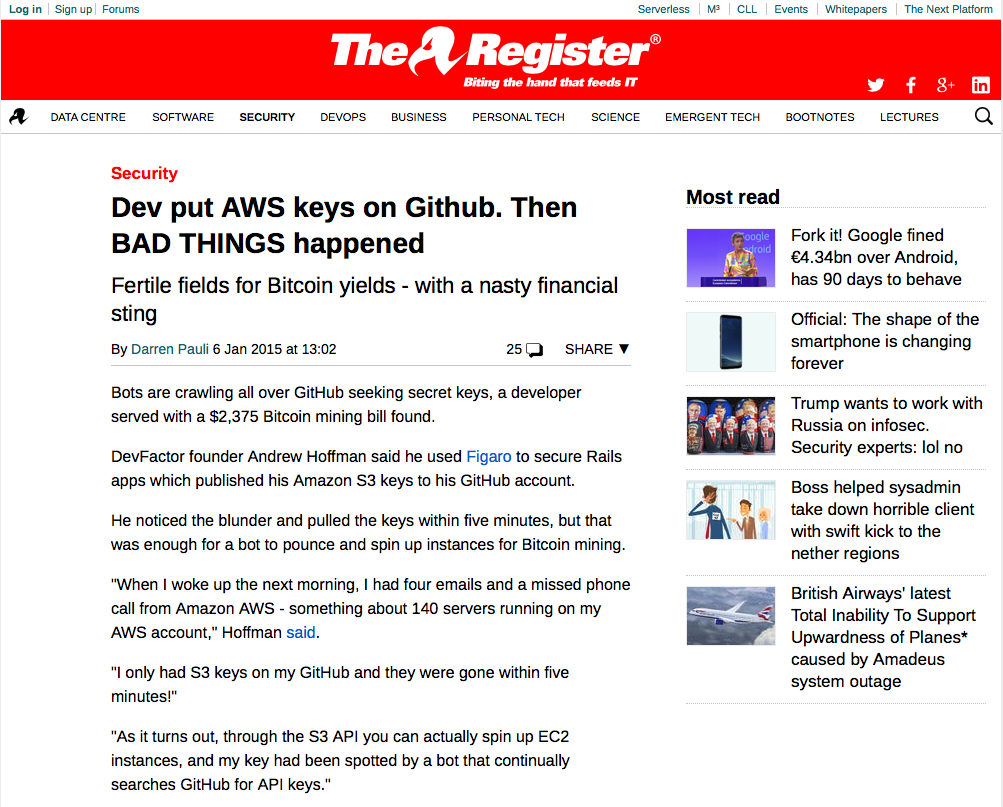 Log in Sign up Forums Serverless M³ CLL Events Whitepapers The Next Platform
The Register®
Biting the hand that feeds IT
DATA CENTRE SOFTWARE SECURITY DEVOPS BUSINESS PERSONAL TECH SCIENCE EMERGENT TECH BOOTNOTES LECTURES
Security
Dev put AWS keys on Github. Then
BAD THINGS happened
Fertile fields for Bitcoin yields - with a nasty financial
sting
By Darren Pauli 6 Jan 2015 at 13:02 25 SHARE ▼
Bots are crawling all over GitHub seeking secret keys, a developer
served with a $2,375 Bitcoin mining bill found.
DevFactor founder Andrew Hoffman said he used Figaro to secure Rails
apps which published his Amazon S3 keys to his GitHub account.
He noticed the blunder and pulled the keys within five minutes, but that
was enough for a bot to pounce and spin up instances for Bitcoin mining.
"When I woke up the next morning, I had four emails and a missed phone
call from Amazon AWS - something about 140 servers running on my
AWS account," Hoffman said.
"I only had S3 keys on my GitHub and they were gone within five
minutes!"
"As it turns out, through the S3 API you can actually spin up EC2
instances, and my key had been spotted by a bot that continually
searches GitHub for API keys."
Most read
Fork it! Google fined
€4.34bn over Android,
has 90 days to behave
Official: The shape of the
smartphone is changing
forever
Trump wants to work with
Russia on infosec.
Security experts: lol no
Boss helped sysadmin
take down horrible client
with swift kick to the
nether regions
British Airways' latest
Total Inability To Support
Upwardness of Planes*
caused by Amadeus
system outage